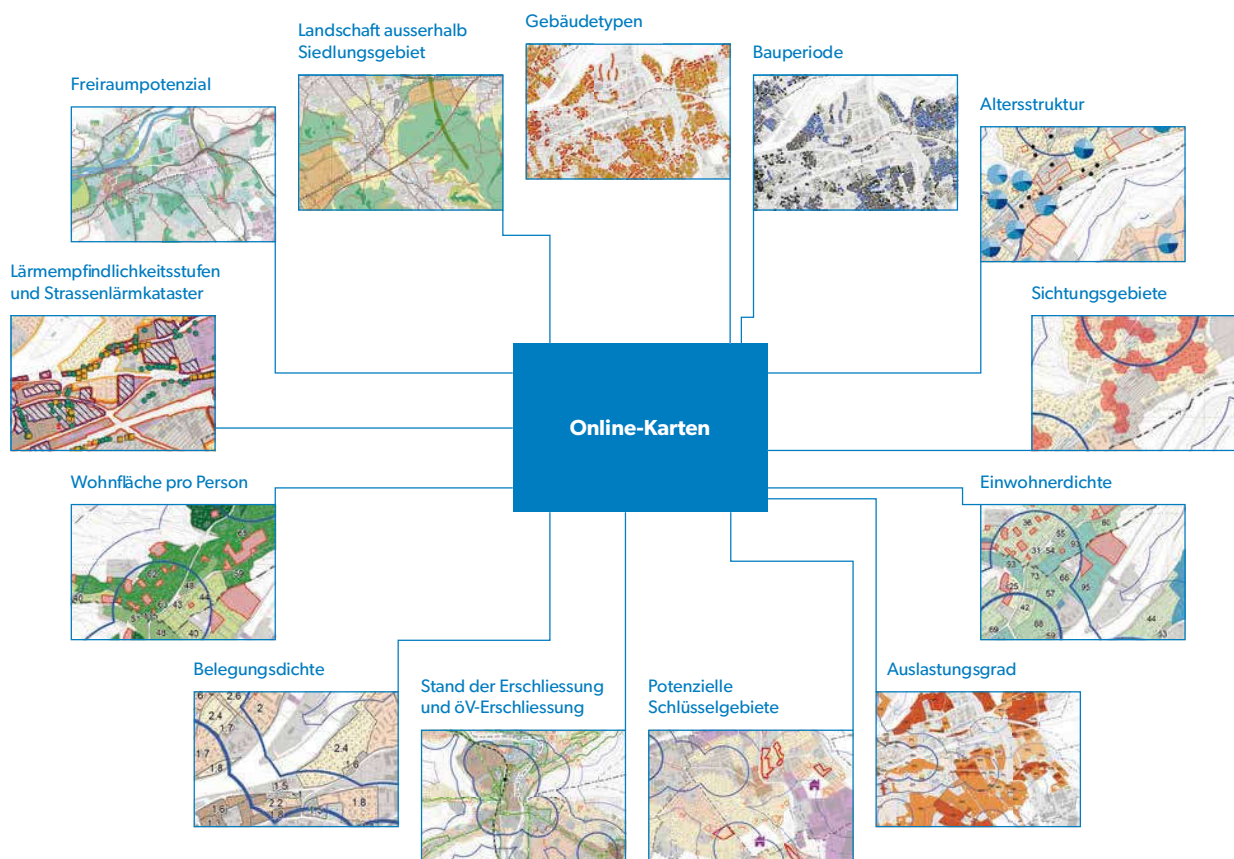 Gebäudetypen
Landschaft ausserhalb
Siedlungsgebiet
Bauperiode
Freiraumpotenzial
Altersstruktur
Lärmempfindlichkeitsstufen
und Strassenlärmkataster
Sichtungsgebiete
Online-Karten
Wohnfläche pro Person
Einwohnerdichte
Belegungsdichte
Stand der Erschliessung
und öV-Erschliessung
Potenzielle
Schlüsselgebiete
Auslastungsgrad